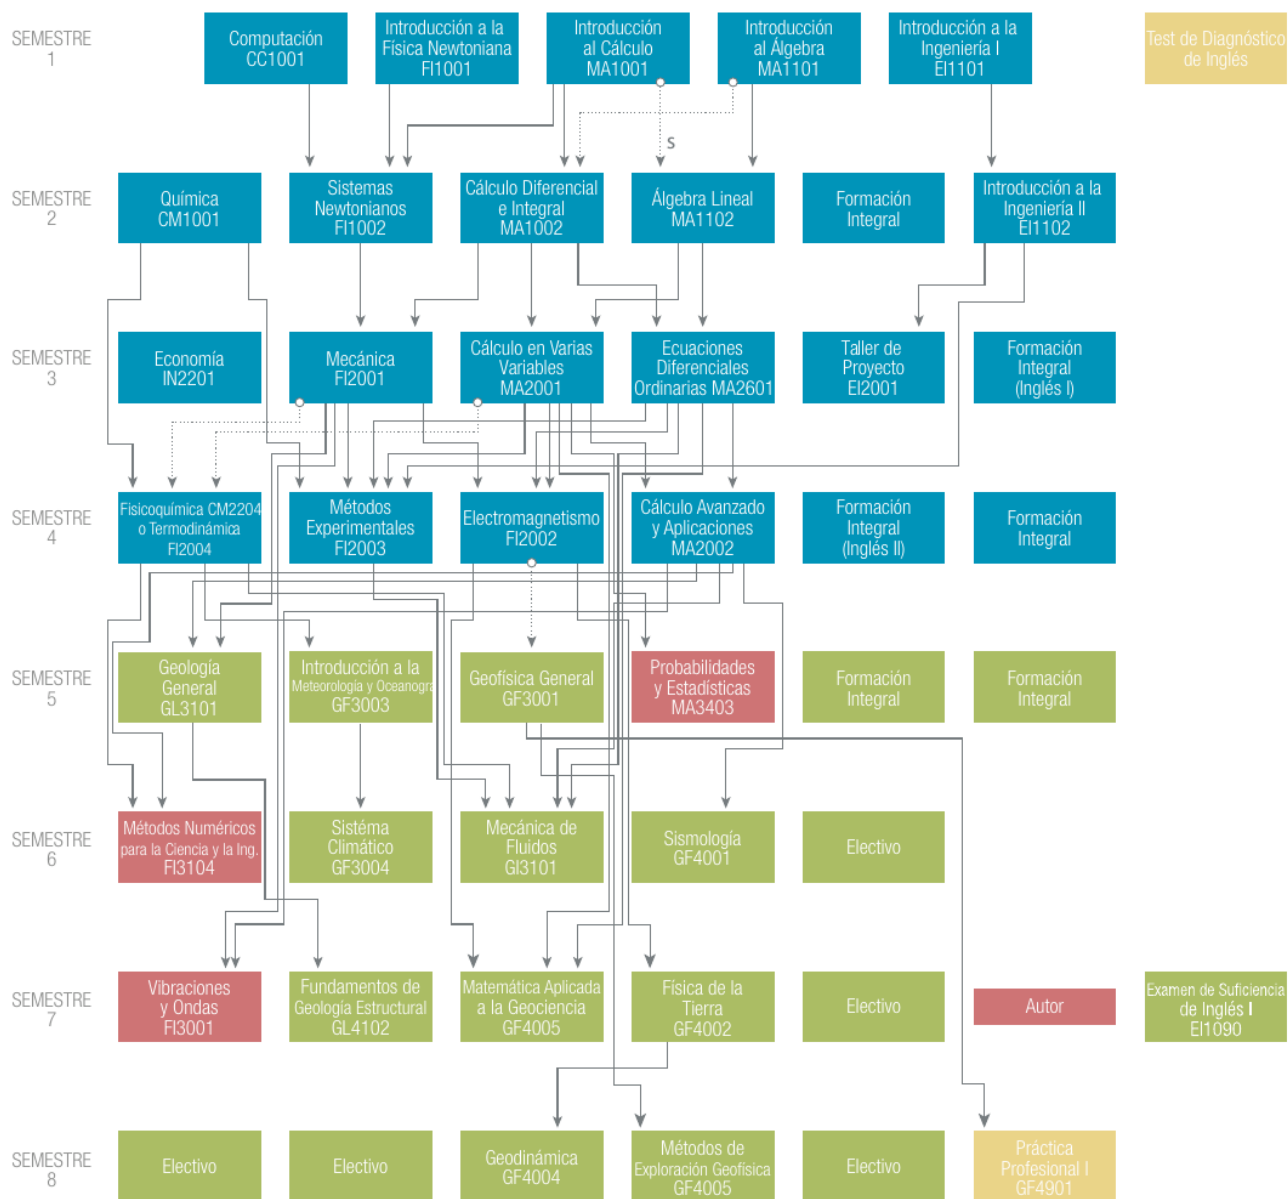 SEMESTRE
1
Computación
CC1001
Introducción a la
Física Newtoniana
FI1001
Introducción
al Cálculo
MA1001
Introducción
al Álgebra
MA1101
Introducción a la
Ingeniería I
EI1101
Test de Diagnóstico
de Inglés
S
SEMESTRE
2
Química
CM1001
Sistemas
Newtonianos
FI1002
Cálculo Diferencial
e Integral
MA1002
Álgebra Lineal
MA1102
Formación
Integral
Introducción a la
Ingeniería II
EI1102
SEMESTRE
3
Economía
IN2201
Mecánica
FI2001
Cálculo en Varias
Variables
MA2001
Ecuaciones
Diferenciales
Ordinarias MA2601
Taller de
Proyecto
EI2001
Formación
Integral
(Inglés I)
SEMESTRE
4
Fisicoquímica CM2204
o Termodinámica
FI2004
Métodos
Experimentales
FI2003
Electromagnetismo
FI2002
Cálculo Avanzado
y Aplicaciones
MA2002
Formación
Integral
(Inglés II)
Formación
Integral
SEMESTRE
5
Geología
General
GL3101
Introducción a la
Meteorología y Oceanogra
GF3003
Geofísica General
GF3001
Probabilidades
y Estadísticas
MA3403
Formación
Integral
Formación
Integral
SEMESTRE
6
Métodos Numéricos
para la Ciencia y la Ing.
FI3104
Sistéma
Climático
GF3004
Mecánica de
Fluidos
GI3101
Sismología
GF4001
Electivo
SEMESTRE
7
Vibraciones
y Ondas
FI3001
Fundamentos de
Geología Estructural
GL4102
Matemática Aplicada
a la Geociencia
GF4005
Física de la
Tierra
GF4002
Electivo
Autor
Examen de Suficiencia
de Inglés I
EI1090
SEMESTRE
8
Electivo
Electivo
Geodinámica
GF4004
Métodos de
Exploración Geofísica
GF4005
Electivo
Práctica
Profesional I
GF4901